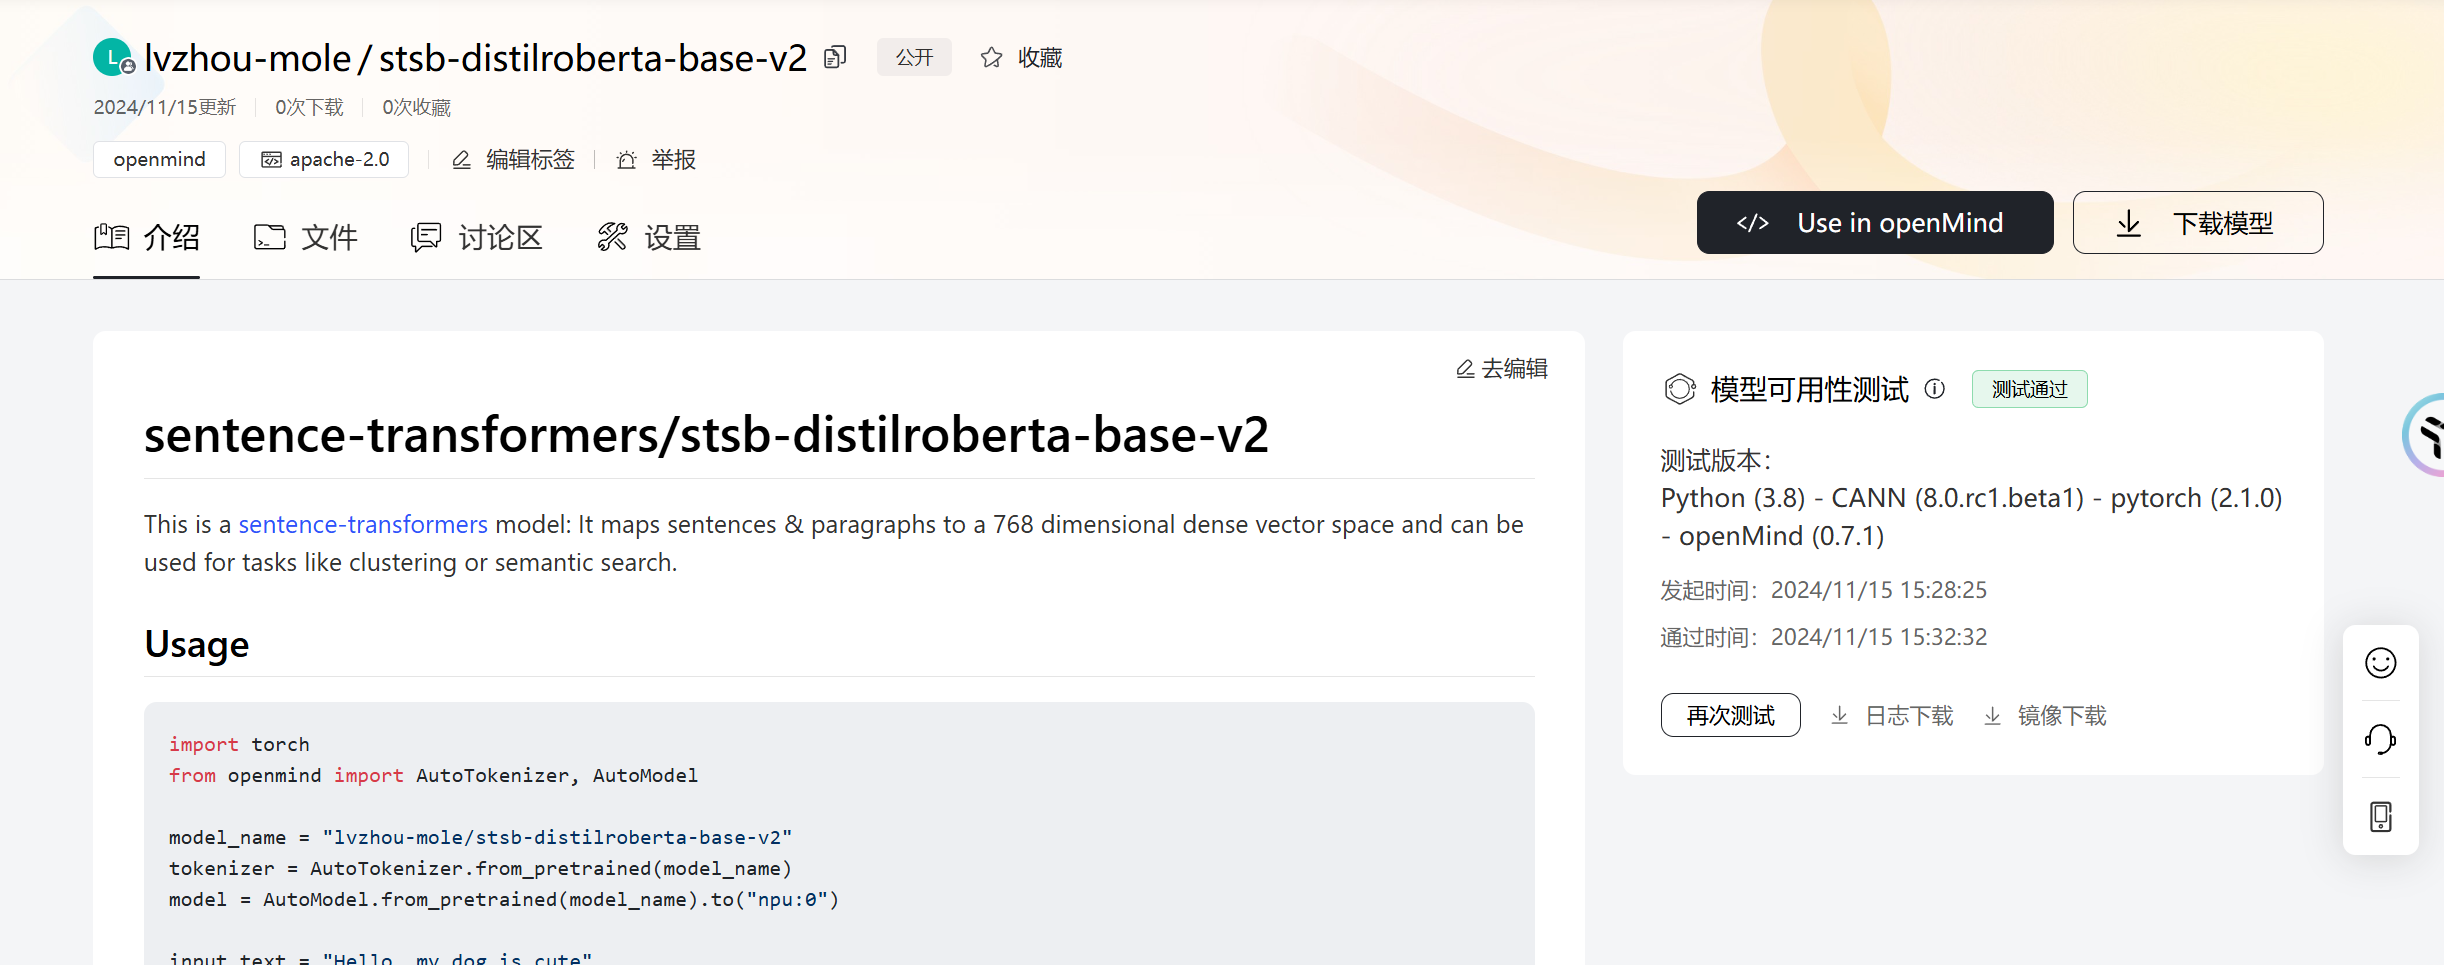 L lvzhou-mole / stsb-distilroberta-base-v2 公开 收藏
2024/11/15更新 0次下载 0次收藏
openmind apache-2.0 编辑标签 举报
介绍 文件 讨论区 设置
</> Use in openMind 下载模型
去编辑
sentence-transformers/stsb-distilroberta-base-v2
This is a sentence-transformers model: It maps sentences & paragraphs to a 768 dimensional dense vector space and can be
used for tasks like clustering or semantic search.
Usage
import torch
from openmind import AutoTokenizer, AutoModel
model_name = "lvzhou-mole/stsb-distilroberta-base-v2"
tokenizer = AutoTokenizer.from_pretrained(model_name)
model = AutoModel.from_pretrained(model_name).to("npu:0")
input_text = "Hello, my dog is cute"
模型可用性测试 测试通过
测试版本：
Python (3.8) - CANN (8.0.rc1.beta1) - pytorch (2.1.0)
- openMind (0.7.1)
发起时间：2024/11/15 15:28:25
通过时间：2024/11/15 15:32:32
再次测试 日志下载 镜像下载